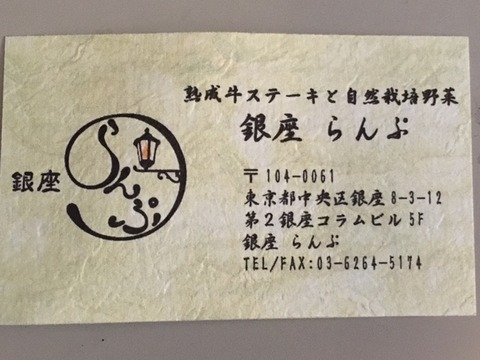 熟成牛ステーキと自然栽培野菜
銀座 らんぷ
銀座
らんぷ
〒104-0061
東京都中央区銀座8-3-12
第2銀座コラムビル5F
銀座 らんぷ
TEL/FAX:03-6264-5174